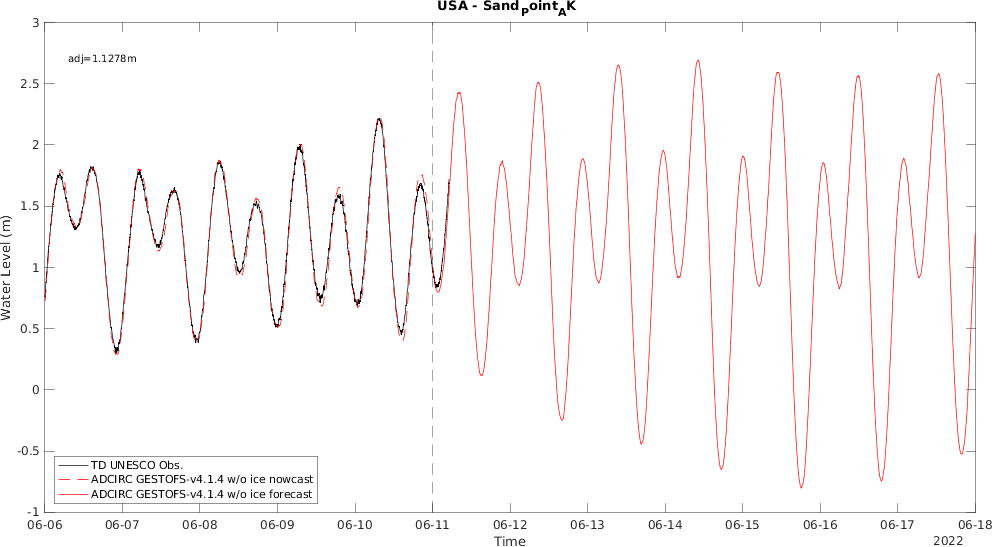 USA - Sand_Point_AK
adj=1.1278m
3
2.5
2
1.5
1
0.5
0
-0.5
-1
Water Level (m)
TD UNESCO Obs.
ADCIRC GESTOFS-v4.1.4 w/o ice nowcast
ADCIRC GESTOFS-v4.1.4 w/o ice forecast
06-06 06-07 06-08 06-09 06-10 06-11 06-12 06-13 06-14 06-15 06-16 06-17 06-18
Time
2022